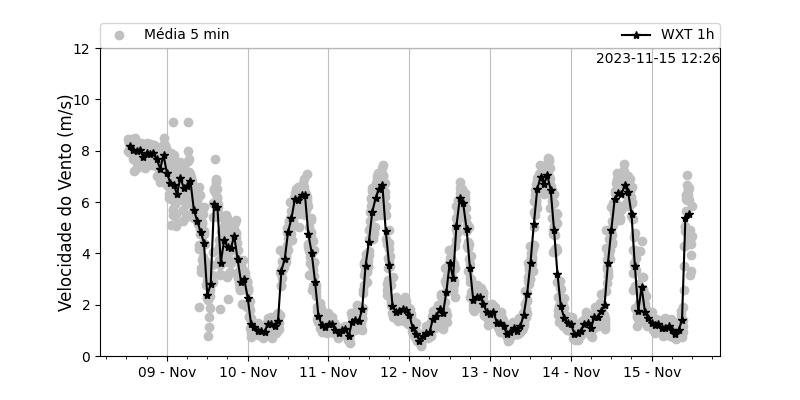 Média 5 min
WXT 1h
2023-11-15 12:26
Velocidade do Vento (m/s)
12
10
8
6
4
2
0
09 - Nov
10 - Nov
11 - Nov
12 - Nov
13 - Nov
14 - Nov
15 - Nov